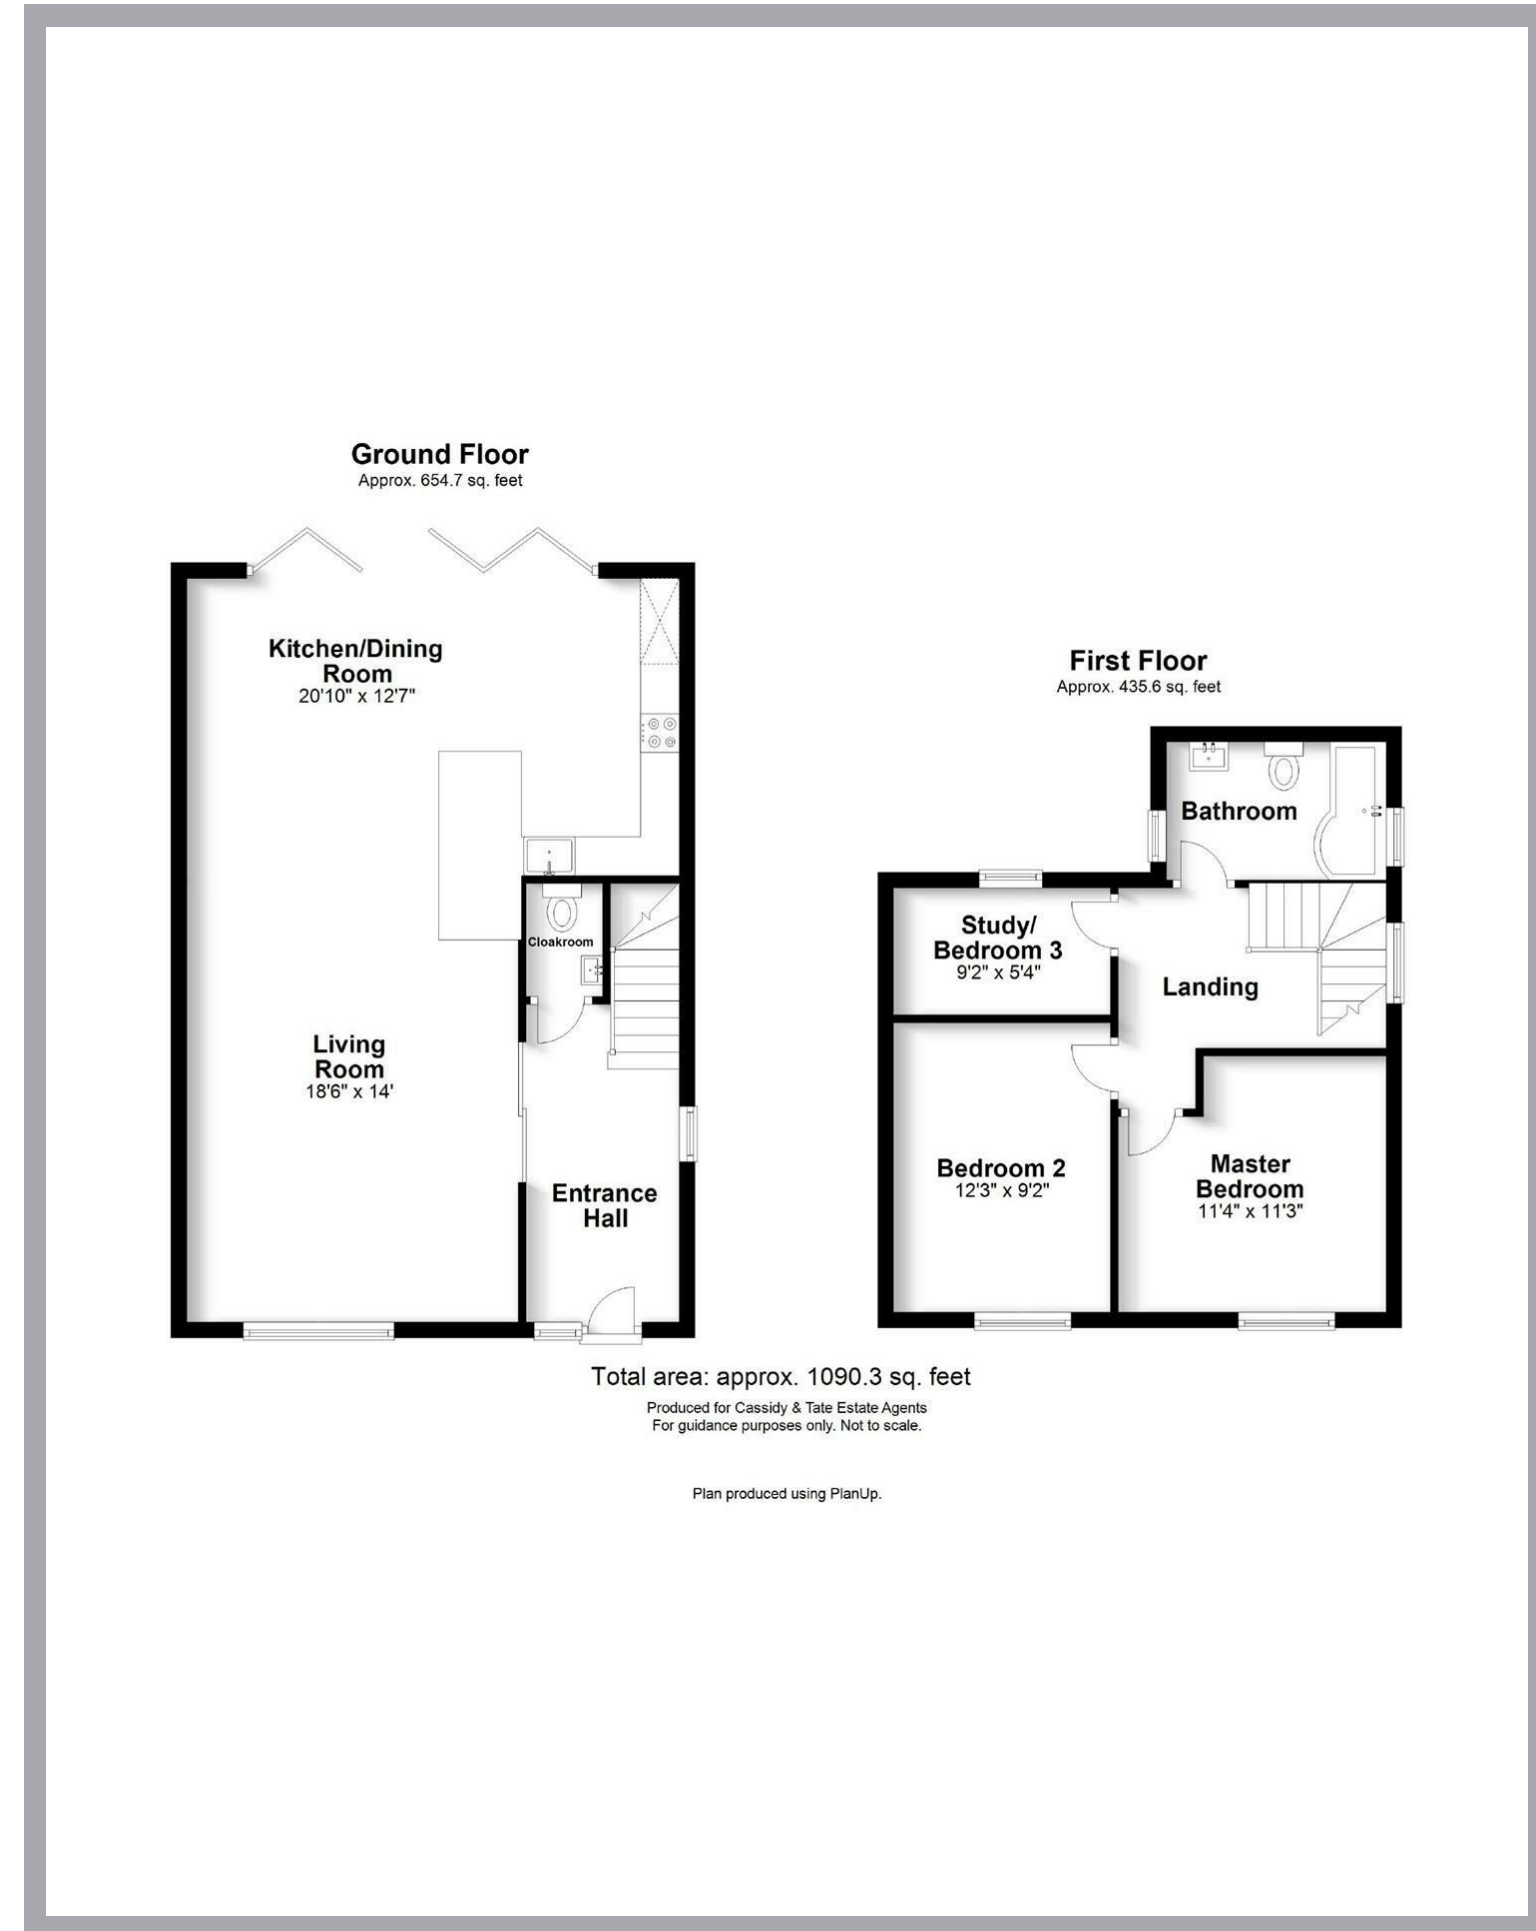 Ground Floor
Approx. 654.7 sq. feet
Kitchen/Dining
Room
20'10" x 12'7"
Cloakroom
Living
Room
18'6" x 14'
Entrance
Hall
First Floor
Approx. 435.6 sq. feet
Bathroom
Study/
Bedroom 3
9'2" x 5'4"
Landing
Bedroom 2
12'3" x 9'2"
Master
Bedroom
11'4" x 11'3"
Total area: approx. 1090.3 sq. feet
Produced for Cassidy & Tate Estate Agents
For guidance purposes only. Not to scale.
Plan produced using PlanUp.